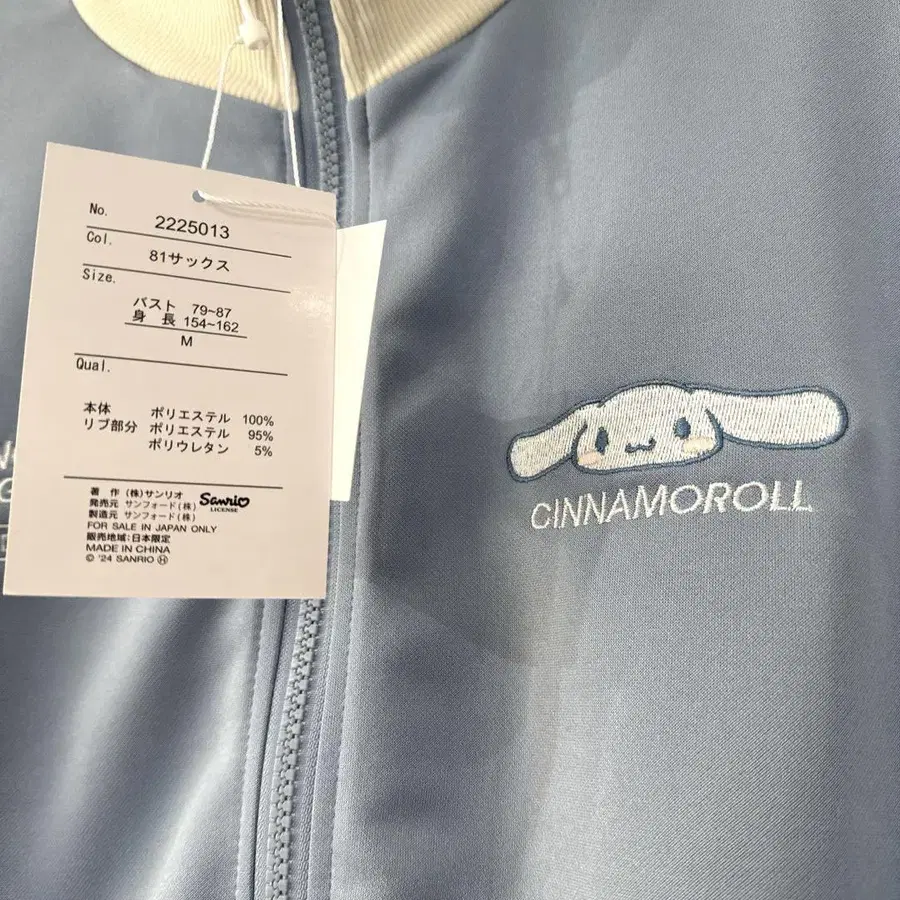 No. 2225013
Col. 81サックス
Size.
バスト 79~87
身 長 154~162
M
Qual.
本体 ポリエステル 100%
リブ部分 ポリエステル 95%
ポリウレタン 5%
著 作 (株)サンリオ
発売元 サンフォード(株)
製造元 サンフォード(株)
Sanrio
LICENSE
FOR SALE IN JAPAN ONLY
販売地域:日本限定
MADE IN CHINA
© '24 SANRIO Ⓗ
CINNAMOROLL